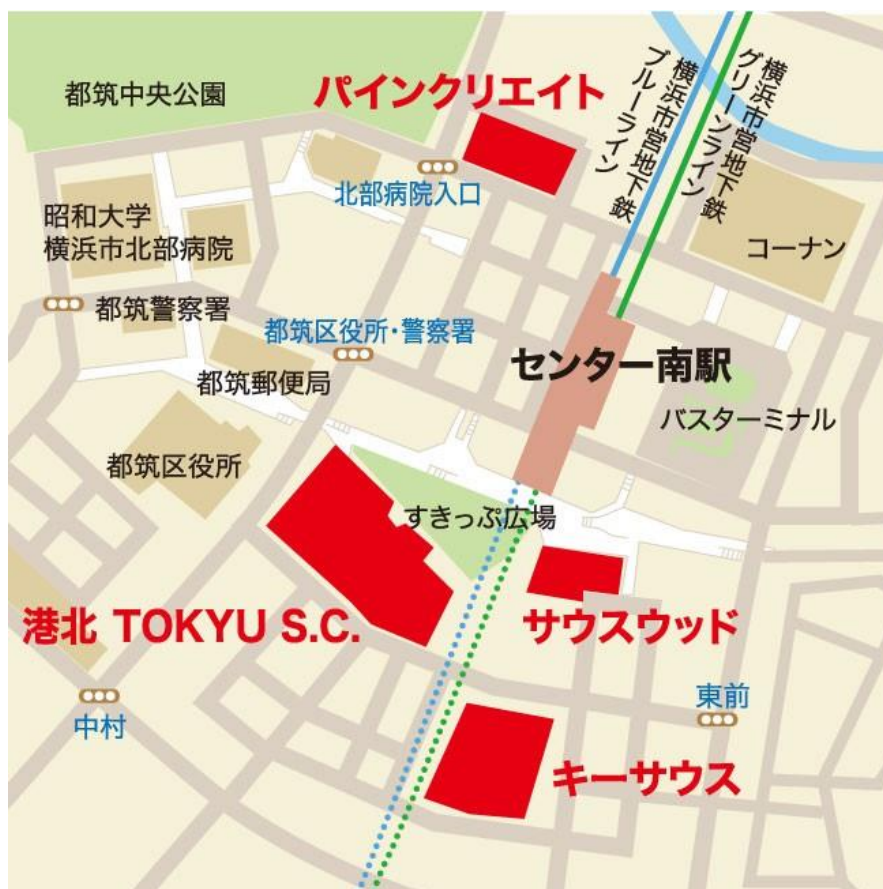 都筑中央公園
パインクリエイト
横浜市営地下鉄
ブルーライン
横浜市営地下鉄
グリーンライン
北部病院入口
昭和大学
横浜市北部病院
コーナン
都筑警察署
都筑区役所・警察署
センター南駅
都筑郵便局
バスターミナル
都筑区役所
すきっぷ広場
港北 TOKYU S.C.
サウスウッド
中村
東前
キーサウス